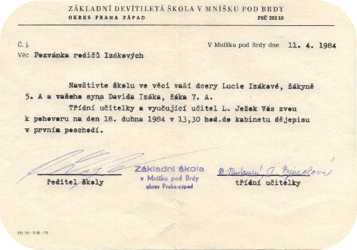 ZÁKLADNÍ DEVÍTILETÁ ŠKOLA V MNÍŠKU POD BRDY
OKRES PRAHA ZÁPAD
PSČ 252 10
Č. j.
V Mníšku pod Brdy dne 11. 4. 1984
Věc Pozvánka rodičů Izákových
Navštivte školu ve věci vaší dcery Lucie Izákové, žákyně
5. A a vašeho syna Davida Izáka, žáka 7. A.
Třídní učitelky a vyučující učitel L. Ježek Vás zvou
k pohovoru na den 18. dubna 1984 v 13,30 hod. do kabinetu dějepisu
v prvním poschodí.
Základní škola
v Mníšku pod Brdy
okres Praha-západ
ředitel školy
třídní učitelky